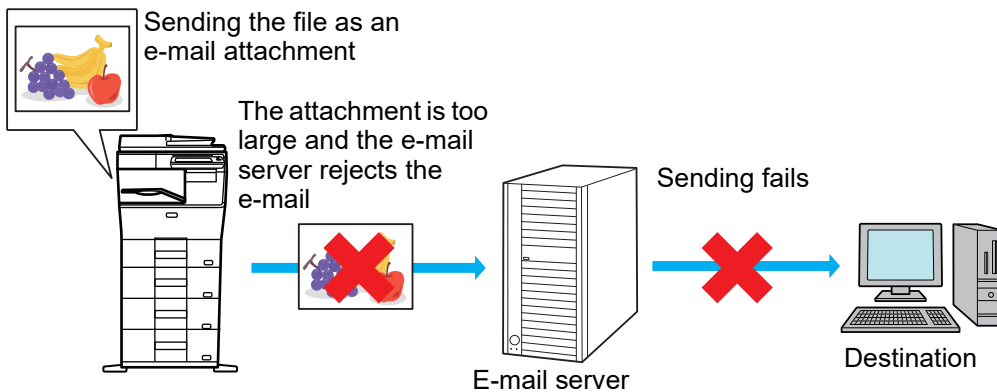 Sending the file as an
e-mail attachment
The attachment is too
large and the e-mail
server rejects the
e-mail
Sending fails
E-mail server
Destination